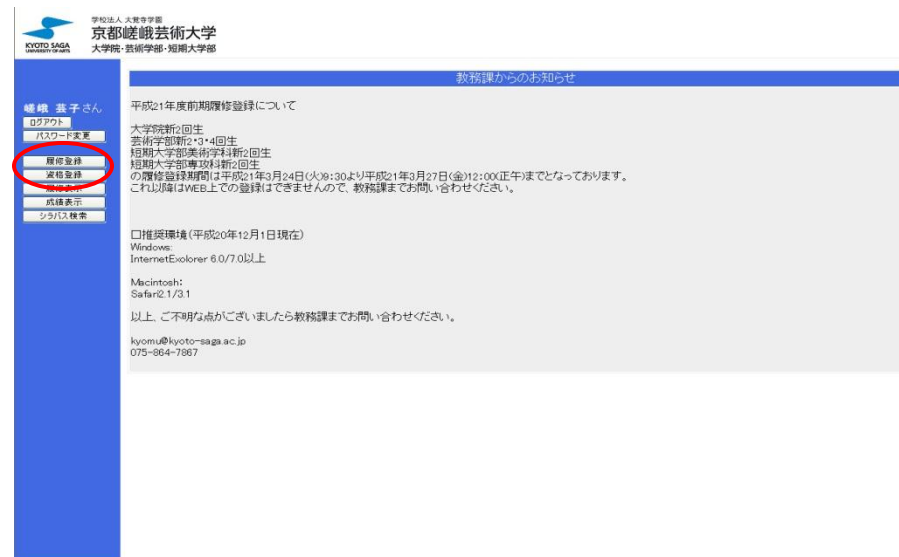 学校法人 大覚寺学園
京都嵯峨芸術大学
KYOTO SAGA
UNIVERSITY OF ARTS
大学院・芸術学部・短期大学部
教務課からのお知らせ
嵯峨 芸子さん
ログアウト
パスワード変更
履修登録
資格登録
履修表示
成績表示
シラバス検索
平成21年度前期履修登録について
大学院新2回生
芸術学部新2・3・4回生
短期大学部美術学科新2回生
短期大学部専攻科新2回生
の履修登録期間は平成21年3月24日(火)9:30より平成21年3月27日(金)12:00(正午)までとなっております。
これ以降はWEB上での登録はできませんので、教務課までお問い合わせください。
□推奨環境(平成20年12月1日現在)
Windows:
InternetExolorer 6.0/7.0以上
Macintosh:
Safari2.1/3.1
以上、ご不明な点がございましたら教務課までお問い合わせください。
kyomu@kyoto-saga.ac.jp
075-864-7867